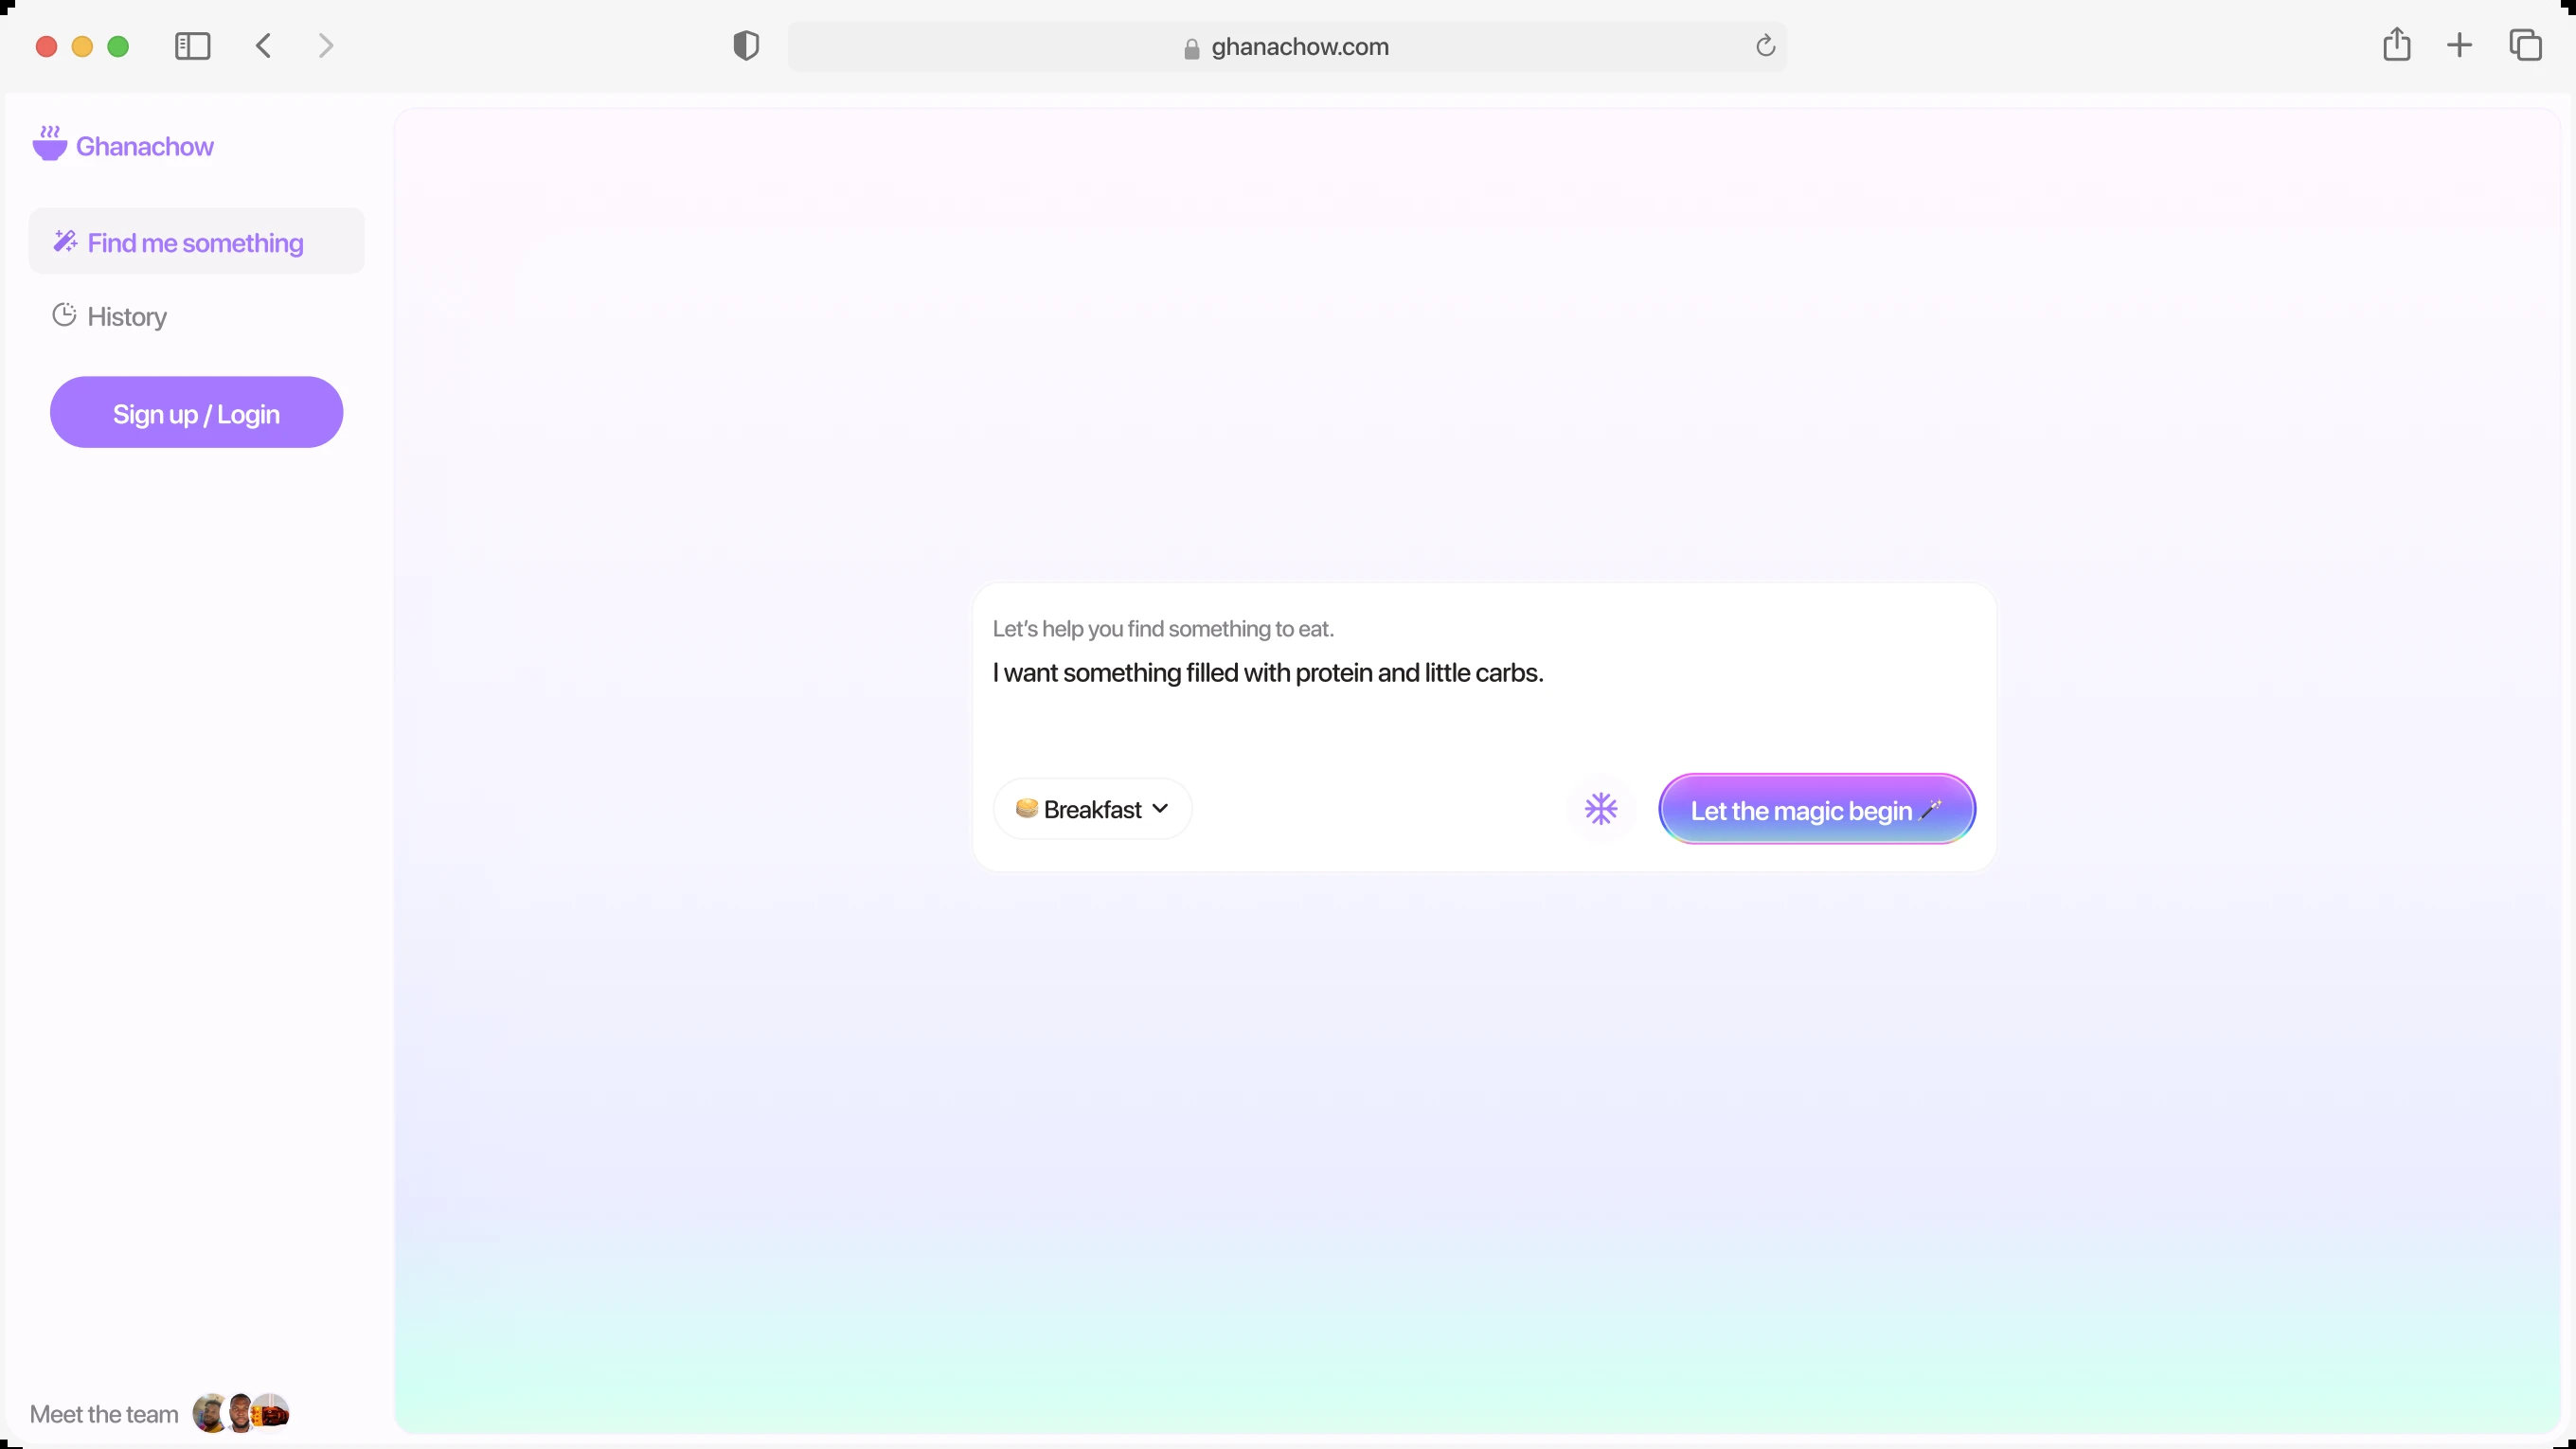 ghanachow.com
Ghanachow
Find me something
History
Sign up / Login
Let's help you find something to eat.
I want something filled with protein and little carbs.
Breakfast
Let the magic begin
Meet the team